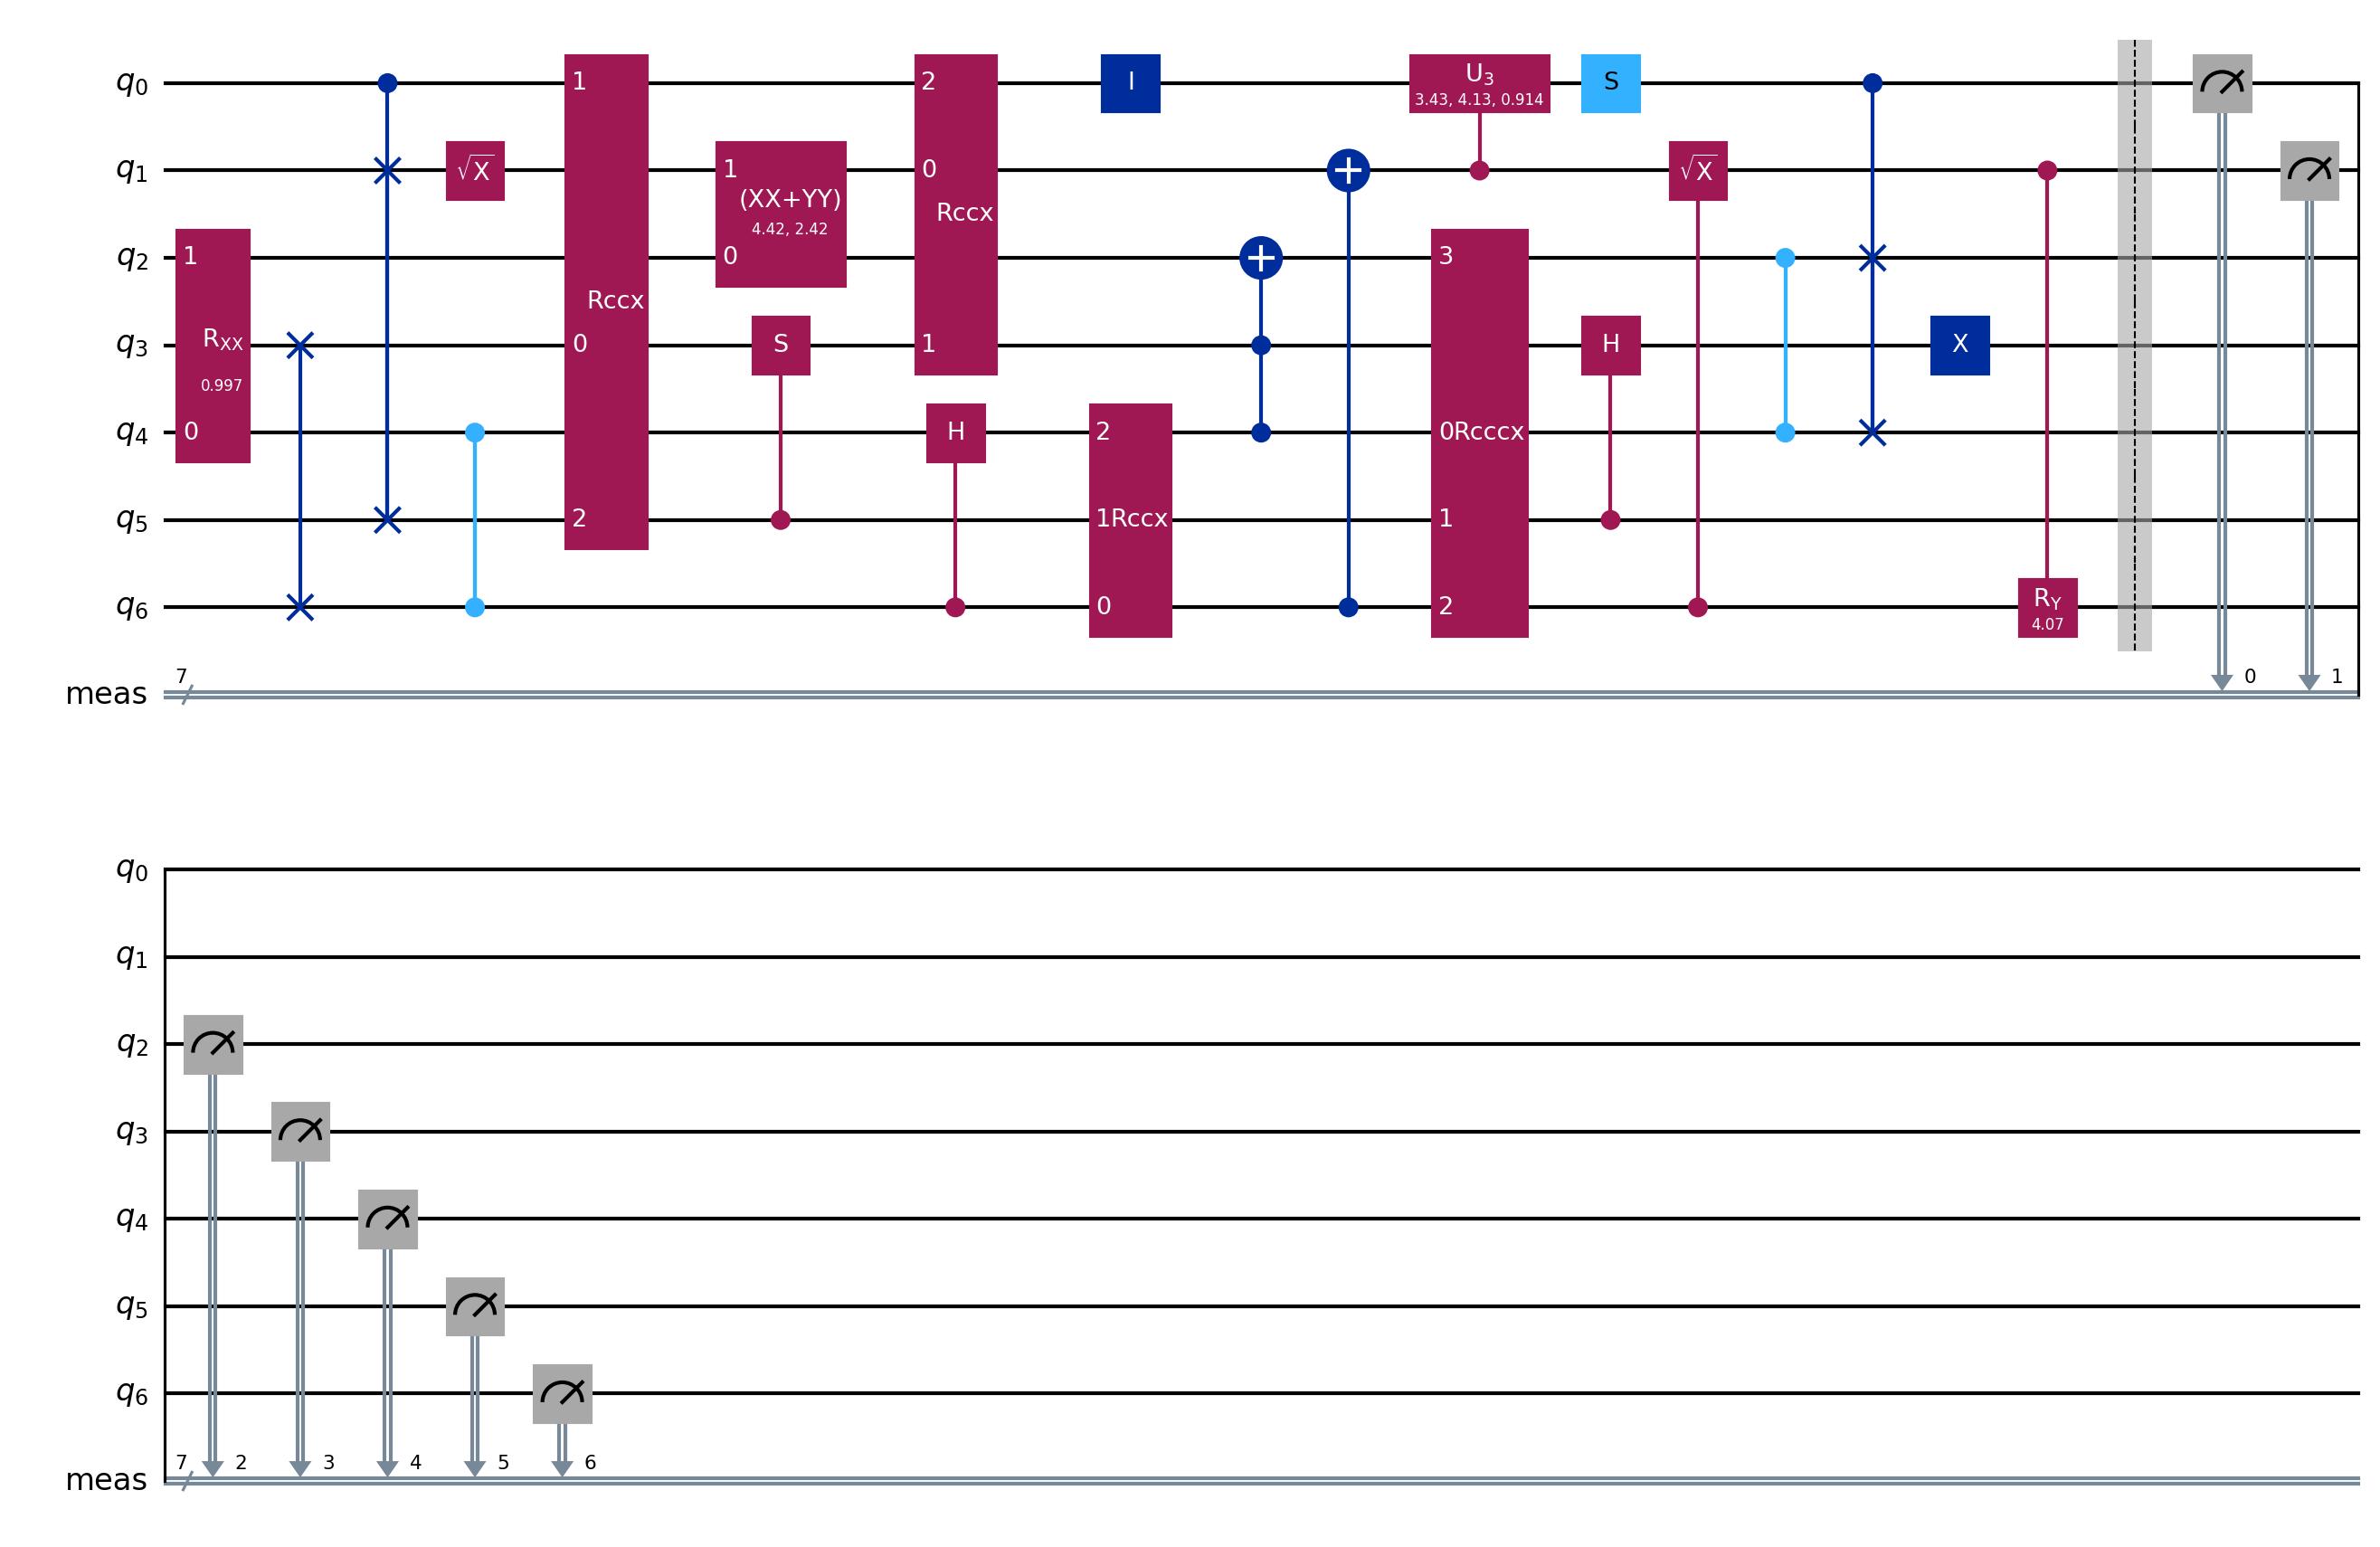 q0 1 2 I U3 3.43, 4.13, 0.914 S
q1 √X 1 (XX+YY) 4.42, 2.42 0 Rccx √X
q2 1 0 3
q3 RXX 0.997 0 Rccx S 1 H X
q4 0 H 2 0Rcccx
q5 2 1Rccx 1
q6 0 2 RY 4.07
meas 7 0 1
q0
q1
q2
q3
q4
q5
q6
meas 7 2 3 4 5 6